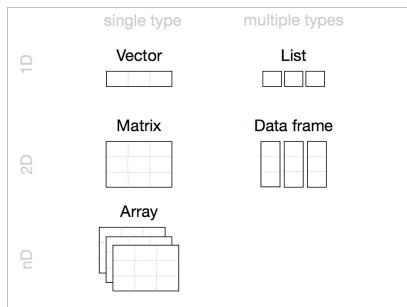 single type
multiple types
1D
Vector
List
2D
Matrix
Data frame
nD
Array